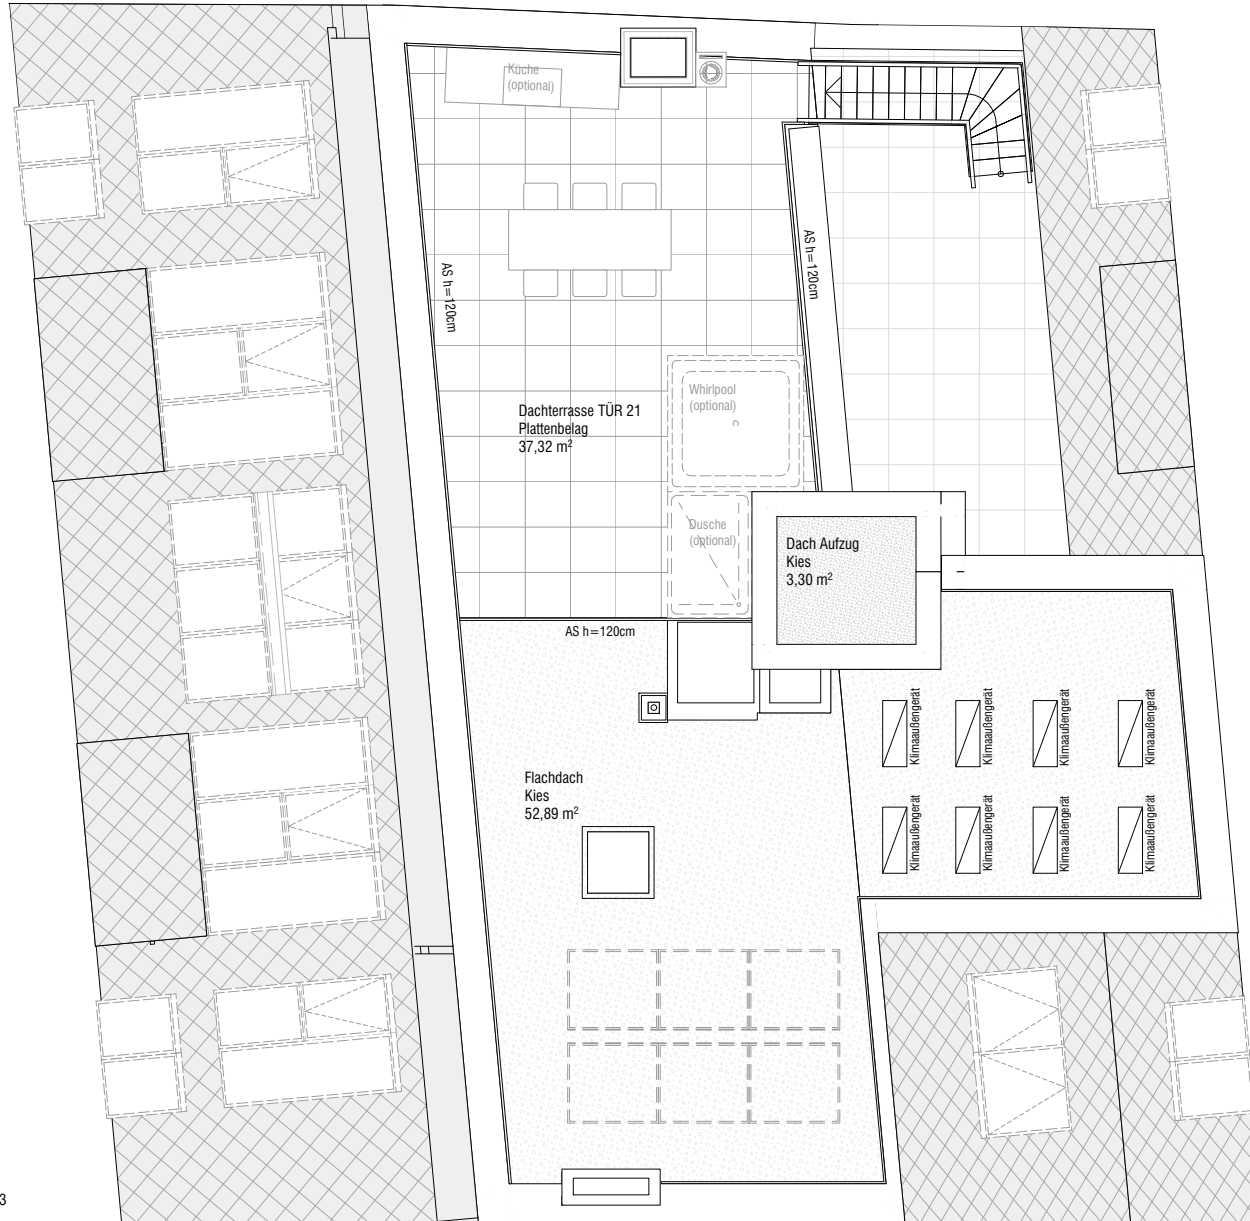 Küche
(optional)
AS h=120cm
AS h=120cm
Dachterrasse TÜR 21
Plattenbelag
37,32 m²
Whirlpool
(optional)
Dusche
(optional)
Dach Aufzug
Kies
3,30 m²
AS h=120cm
Flachdach
Kies
52,89 m²
Klimaaußengerät
Klimaaußengerät
Klimaaußengerät
Klimaaußengerät
Klimaaußengerät
Klimaaußengerät
Klimaaußengerät
Klimaaußengerät
3